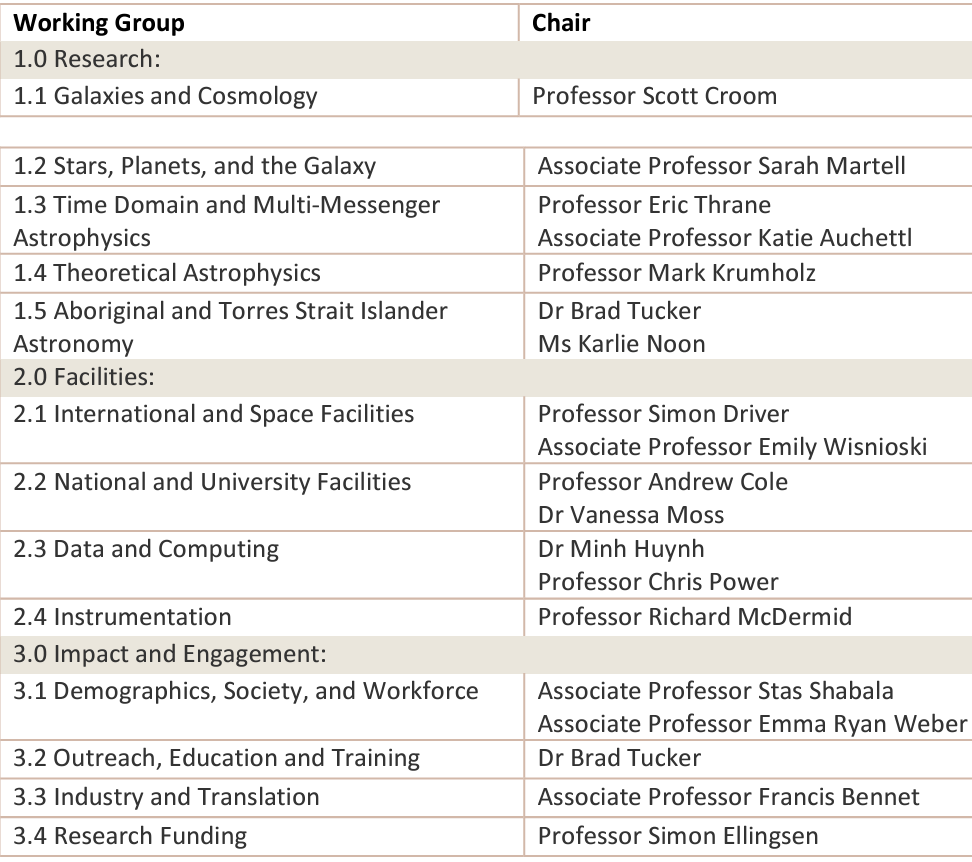 Working Group Chair
1.0 Research:
1.1 Galaxies and Cosmology Professor Scott Croom
1.2 Stars, Planets, and the Galaxy Associate Professor Sarah Martell
1.3 Time Domain and Multi-Messenger Professor Eric Thrane
Astrophysics Associate Professor Katie Auchettl
1.4 Theoretical Astrophysics Professor Mark Krumholz
1.5 Aboriginal and Torres Strait Islander Dr Brad Tucker
Astronomy Ms Karlie Noon
2.0 Facilities:
2.1 International and Space Facilities Professor Simon Driver
Associate Professor Emily Wisnioski
2.2 National and University Facilities Professor Andrew Cole
Dr Vanessa Moss
2.3 Data and Computing Dr Minh Huynh
Professor Chris Power
2.4 Instrumentation Professor Richard McDermid
3.0 Impact and Engagement:
3.1 Demographics, Society, and Workforce Associate Professor Stas Shabala
Associate Professor Emma Ryan Weber
3.2 Outreach, Education and Training Dr Brad Tucker
3.3 Industry and Translation Associate Professor Francis Bennet
3.4 Research Funding Professor Simon Ellingsen